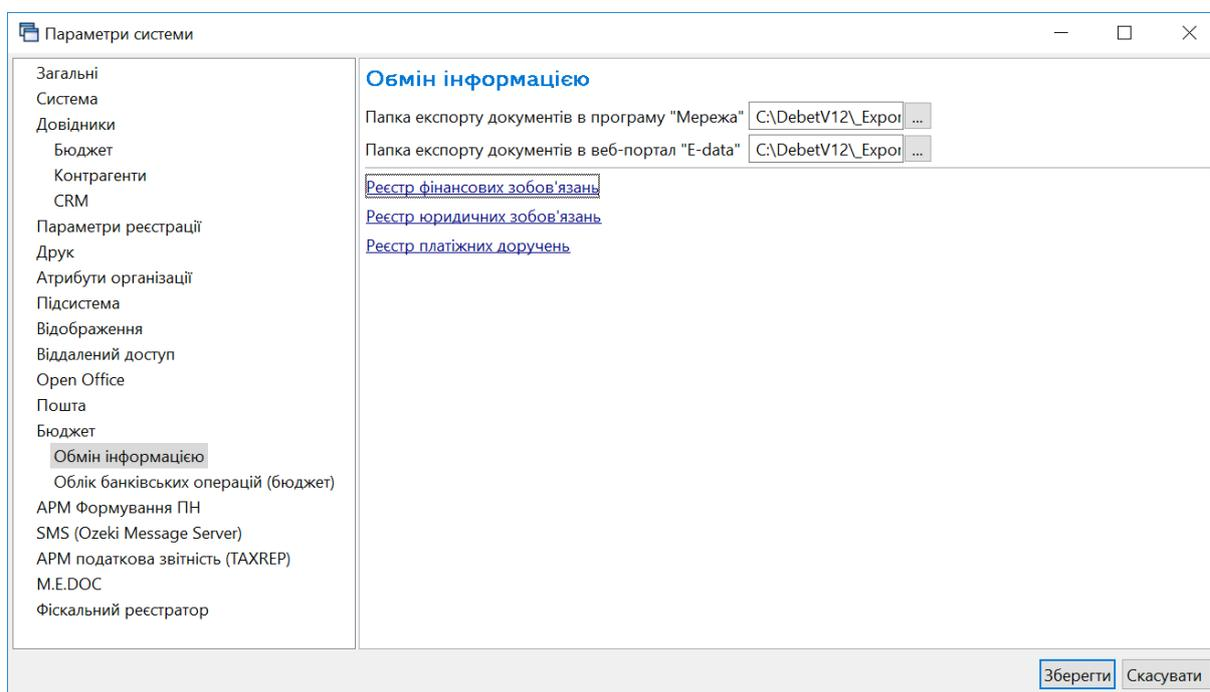 Параметри системи
Загальні
Система
Довідники
Бюджет
Контрагенти
CRM
Параметри реєстрації
Друк
Атрибути організації
Підсистема
Відображення
Віддалений доступ
Open Office
Пошта
Бюджет
Обмін інформацією
Облік банківських операцій (бюджет)
АРМ Формування ПН
SMS (Ozeki Message Server)
АРМ податкова звітність (TAXREP)
M.E.DOC
Фіскальний реєстратор
Обмін інформацією
Папка експорту документів в програму "Мережа" C:\DebetV12\_Expor ...
Папка експорту документів в веб-портал "E-data" C:\DebetV12\_Expor ...
Реєстр фінансових зобов'язань
Реєстр юридичних зобов'язань
Реєстр платіжних доручень
Зберегти Скасувати